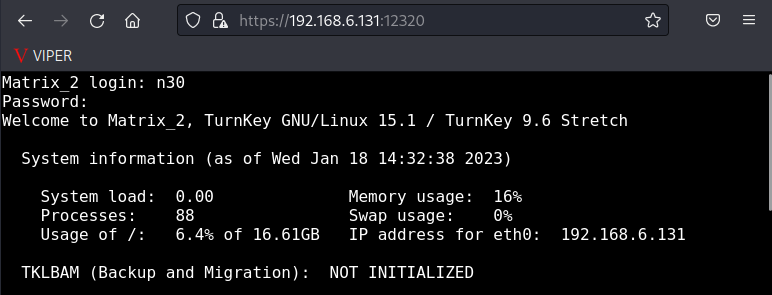 https://192.168.6.131:12320
V VIPER
Matrix_2 login: n30
Password:
Welcome to Matrix_2, TurnKey GNU/Linux 15.1 / TurnKey 9.6 Stretch
System information (as of Wed Jan 18 14:32:38 2023)
System load: 0.00 Memory usage: 16%
Processes: 88 Swap usage: 0%
Usage of /: 6.4% of 16.61GB IP address for eth0: 192.168.6.131
TKLBAM (Backup and Migration): NOT INITIALIZED